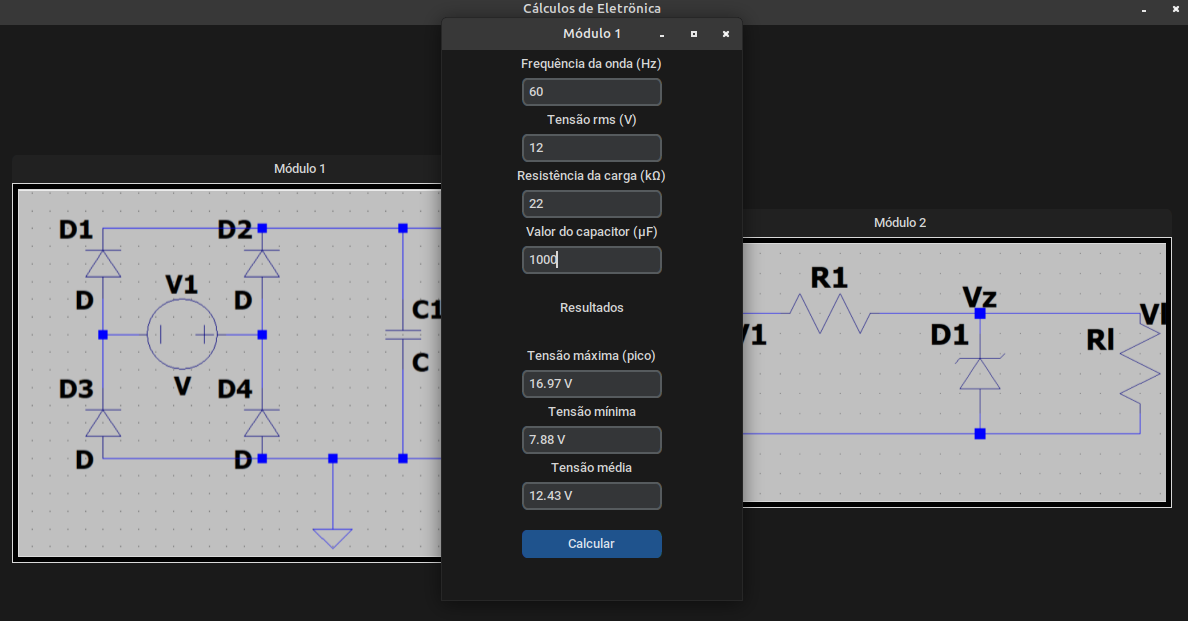 Cálculos de Eletrônica
Módulo 1
Frequência da onda (Hz)
60
Tensão rms (V)
12
Resistência da carga (kΩ)
22
Valor do capacitor (µF)
1000
Resultados
Tensão máxima (pico)
16.97 V
Tensão mínima
7.88 V
Tensão média
12.43 V
Calcular
Módulo 1
D1
D2
V1
D
D
C1
C
D3
V
D4
D
D
Módulo 2
R1
Vz
D1
Rl